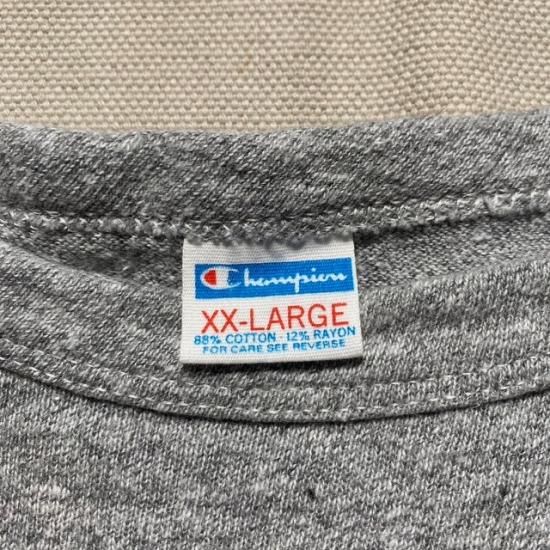 Champion
XX-LARGE
88% COTTON · 12% RAYON
FOR CARE SEE REVERSE